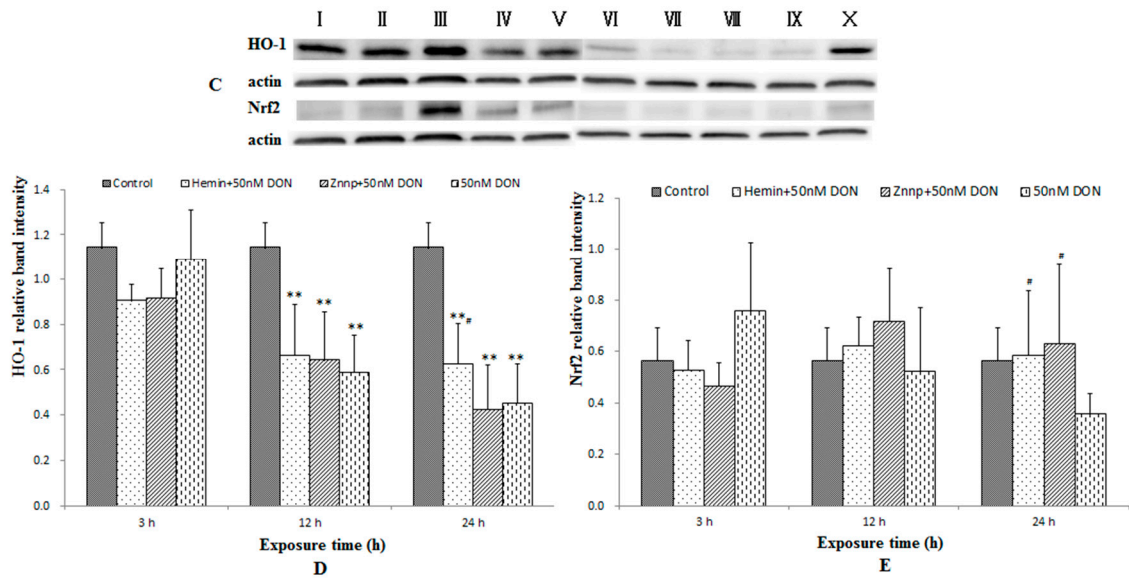 Ⅰ Ⅱ Ⅲ Ⅳ Ⅴ Ⅵ Ⅶ Ⅷ Ⅸ Ⅹ
HO-1
C
actin
Nrf2
actin
Control Hemin+50nM DON Znnp+50nM DON 50nM DON
HO-1 relative band intensity
1.4
1.2
1.0
0.8
0.6
0.4
0.2
0.0
** ** **
**# ** **
3 h 12 h 24 h
Exposure time (h)
D
Control Hemin+50nM DON Znnp+50nM DON 50nM DON
Nrf2 relative band intensity
1.2
1.0
0.8
0.6
0.4
0.2
0.0
# #
3 h 12 h 24 h
Exposure time (h)
E